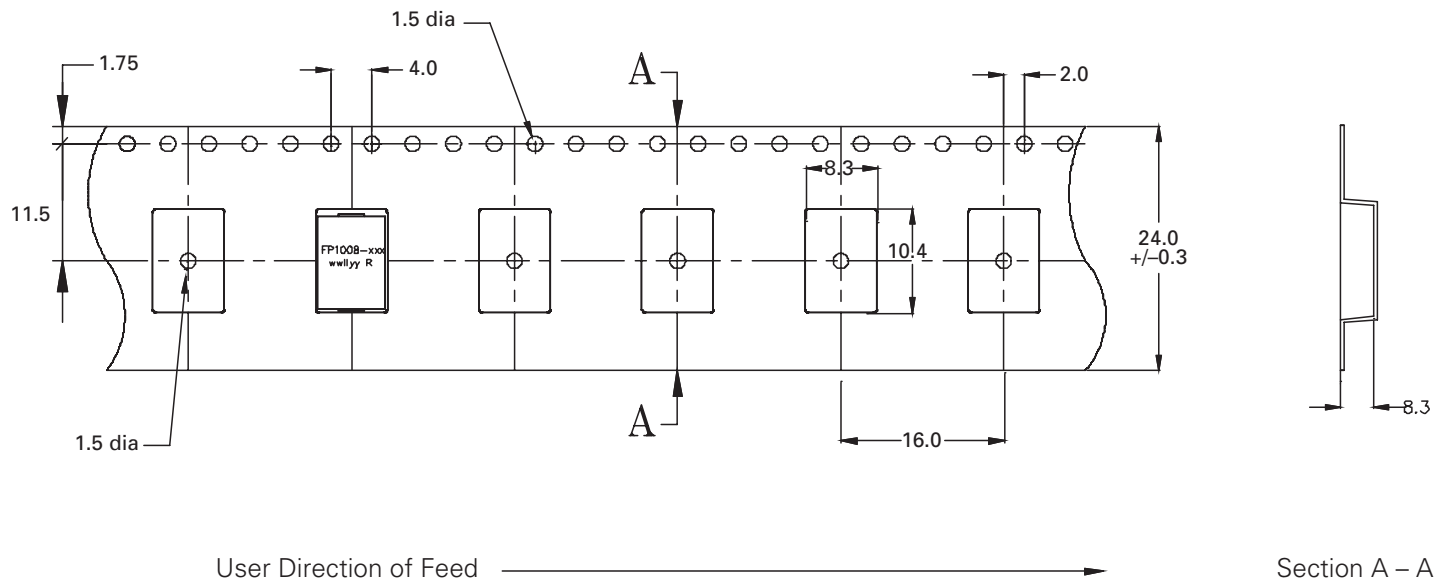 1.5 dia
1.75
4.0
A
2.0
8.3
11.5
FP1008-xxx
wwllyy R
10.4
24.0
+/–0.3
8.3
A
1.5 dia
16.0
User Direction of Feed
Section A – A